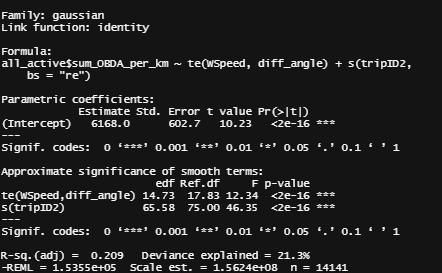 Family: gaussian
Link function: identity
Formula:
all_active$sum_OBDA_per_km ~ te(WSpeed, diff_angle) + s(tripID2,
bs = "re")
Parametric coefficients:
Estimate Std. Error t value Pr(>|t|)
(Intercept) 6168.0 602.7 10.23 <2e-16 ***
---
Signif. codes: 0 ‘***’ 0.001 ‘**’ 0.01 ‘*’ 0.05 ‘.’ 0.1 ‘ ’ 1
Approximate significance of smooth terms:
edf Ref.df F p-value
te(WSpeed,diff_angle) 14.73 17.83 12.34 <2e-16 ***
s(tripID2) 65.58 75.00 46.35 <2e-16 ***
---
Signif. codes: 0 ‘***’ 0.001 ‘**’ 0.01 ‘*’ 0.05 ‘.’ 0.1 ‘ ’ 1
R-sq.(adj) = 0.209 Deviance explained = 21.3%
-REML = 1.5355e+05 Scale est. = 1.5624e+08 n = 14141